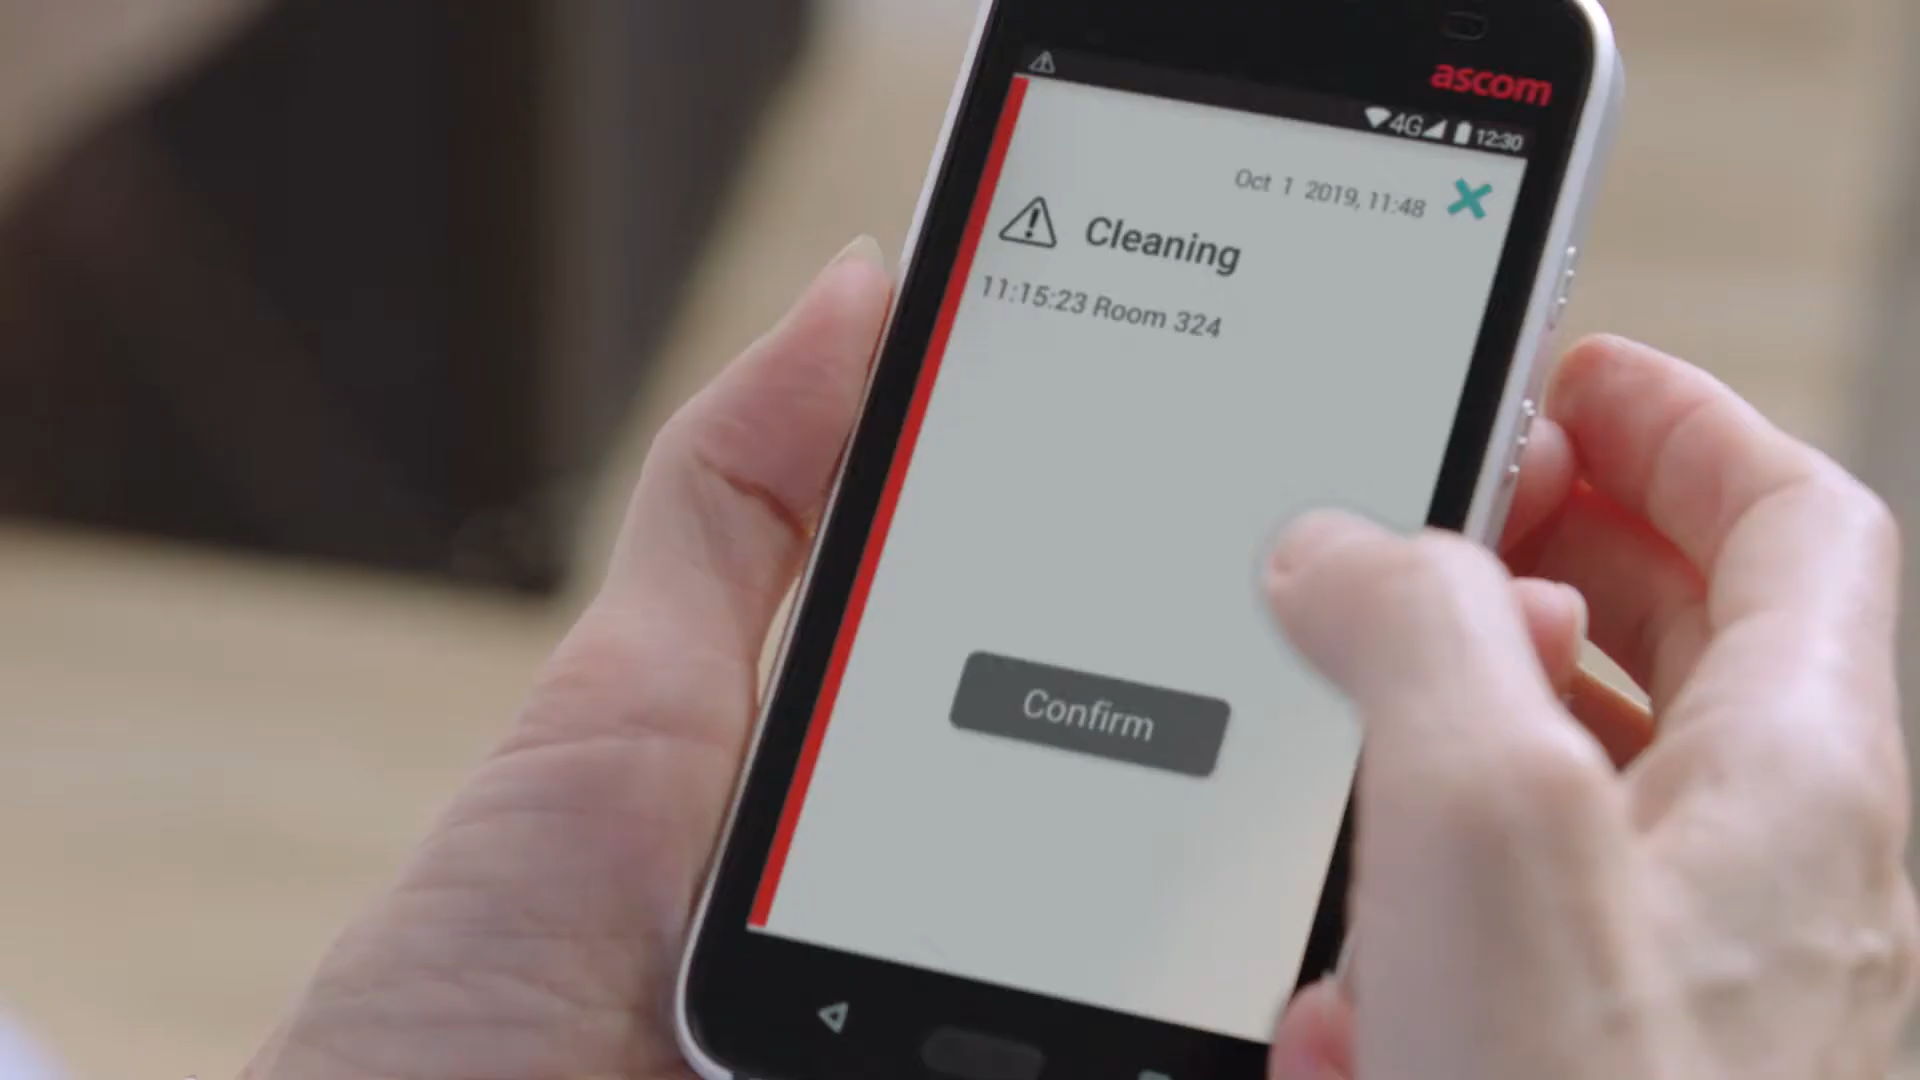 ascom
4G 12:30
Oct 1 2019, 11:48
Cleaning
11:15:23 Room 324
Confirm